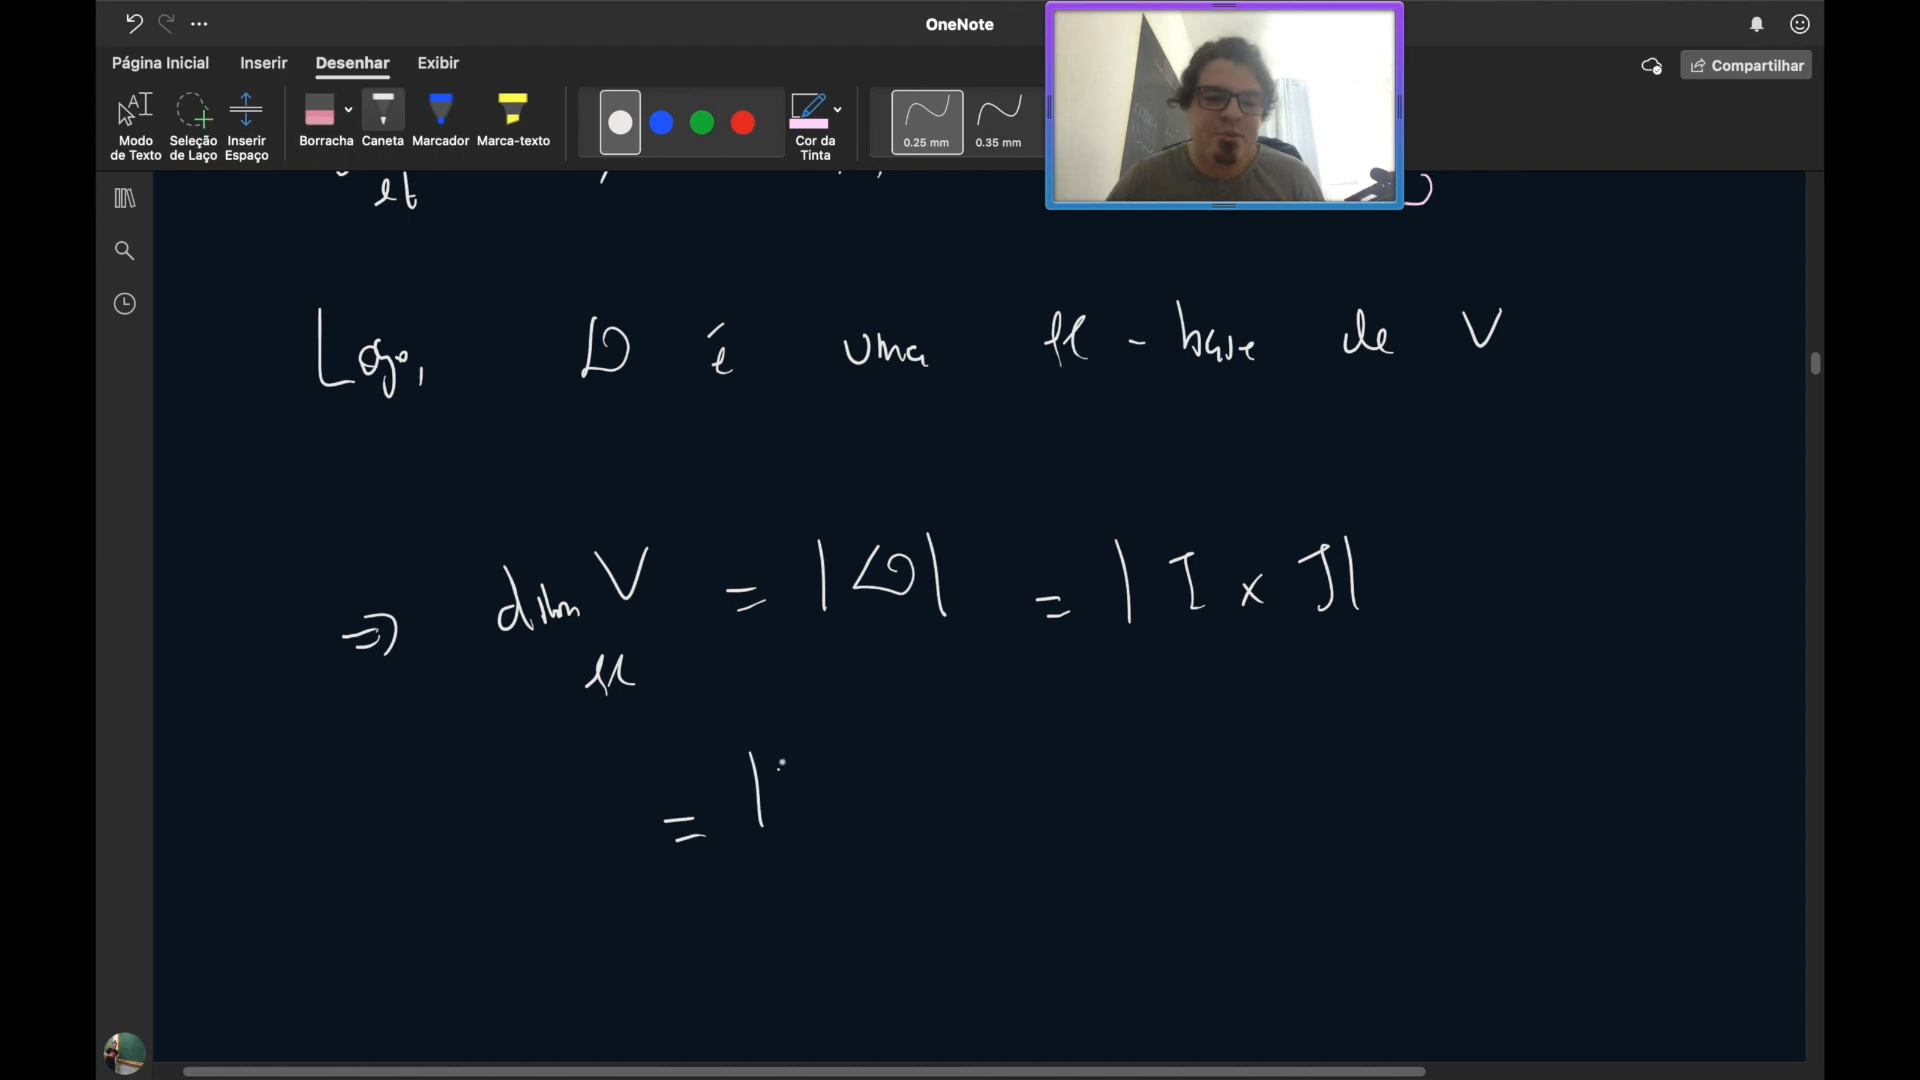 OneNote
Página Inicial Inserir Desenhar Exibir
Compartilhar
Modo de Texto
Seleção de Laço
Inserir Espaço
Borracha
Caneta
Marcador
Marca-texto
Cor da Tinta
0.25 mm
0.35 mm
Logo, D é uma K - base de V
⇒ dim V = |D| = | I x J|
K
= |